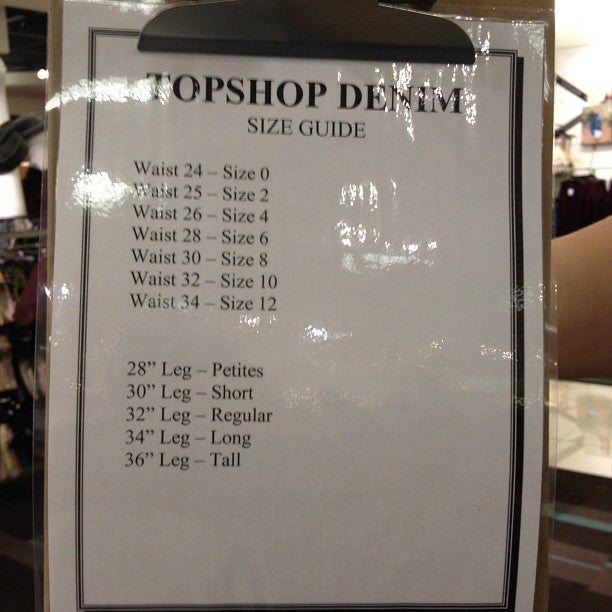 TOPSHOP DENIM
SIZE GUIDE
Waist 24 – Size 0
Waist 25 – Size 2
Waist 26 – Size 4
Waist 28 – Size 6
Waist 30 – Size 8
Waist 32 – Size 10
Waist 34 – Size 12
28” Leg – Petites
30” Leg – Short
32” Leg – Regular
34” Leg – Long
36” Leg – Tall